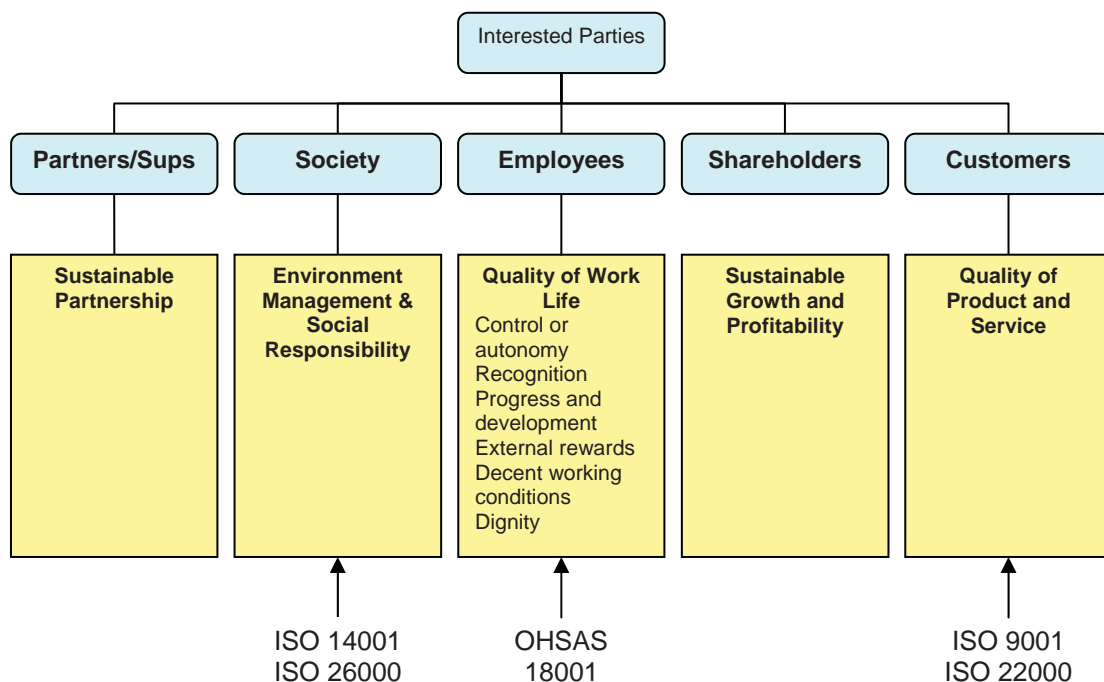 Interested Parties
Partners/Sups
Society
Employees
Shareholders
Customers
Sustainable
Partnership
Environment
Management &
Social
Responsibility
Quality of Work
Life
Control or
autonomy
Recognition
Progress and
development
External rewards
Decent working
conditions
Dignity
Sustainable
Growth and
Profitability
Quality of
Product and
Service
ISO 14001
ISO 26000
OHSAS
18001
ISO 9001
ISO 22000